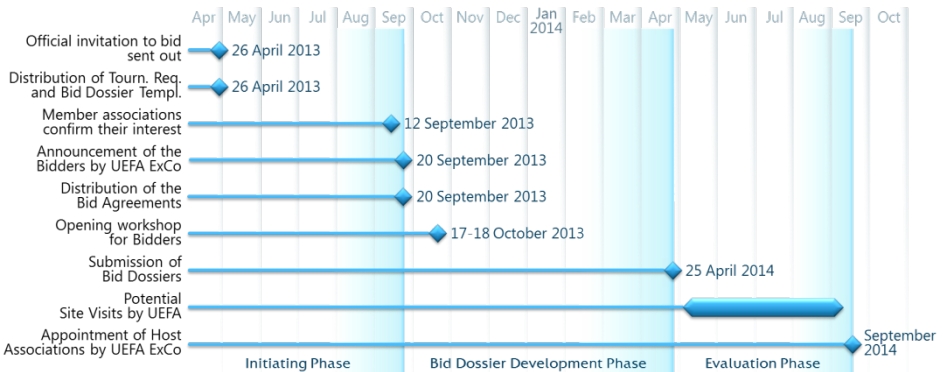 Apr May Jun Jul Aug Sep Oct Nov Dec Jan Feb Mar Apr May Jun Jul Aug Sep Oct
2014
Official invitation to bid
sent out
26 April 2013
Distribution of Tourn. Req.
and Bid Dossier Templ.
26 April 2013
Member associations
confirm their interest
12 September 2013
Announcement of the
Bidders by UEFA ExCo
20 September 2013
Distribution of the
Bid Agreements
20 September 2013
Opening workshop
for Bidders
17-18 October 2013
Submission of
Bid Dossiers
25 April 2014
Potential
Site Visits by UEFA
Appointment of Host
Associations by UEFA ExCo
September
2014
Initiating Phase
Bid Dossier Development Phase
Evaluation Phase